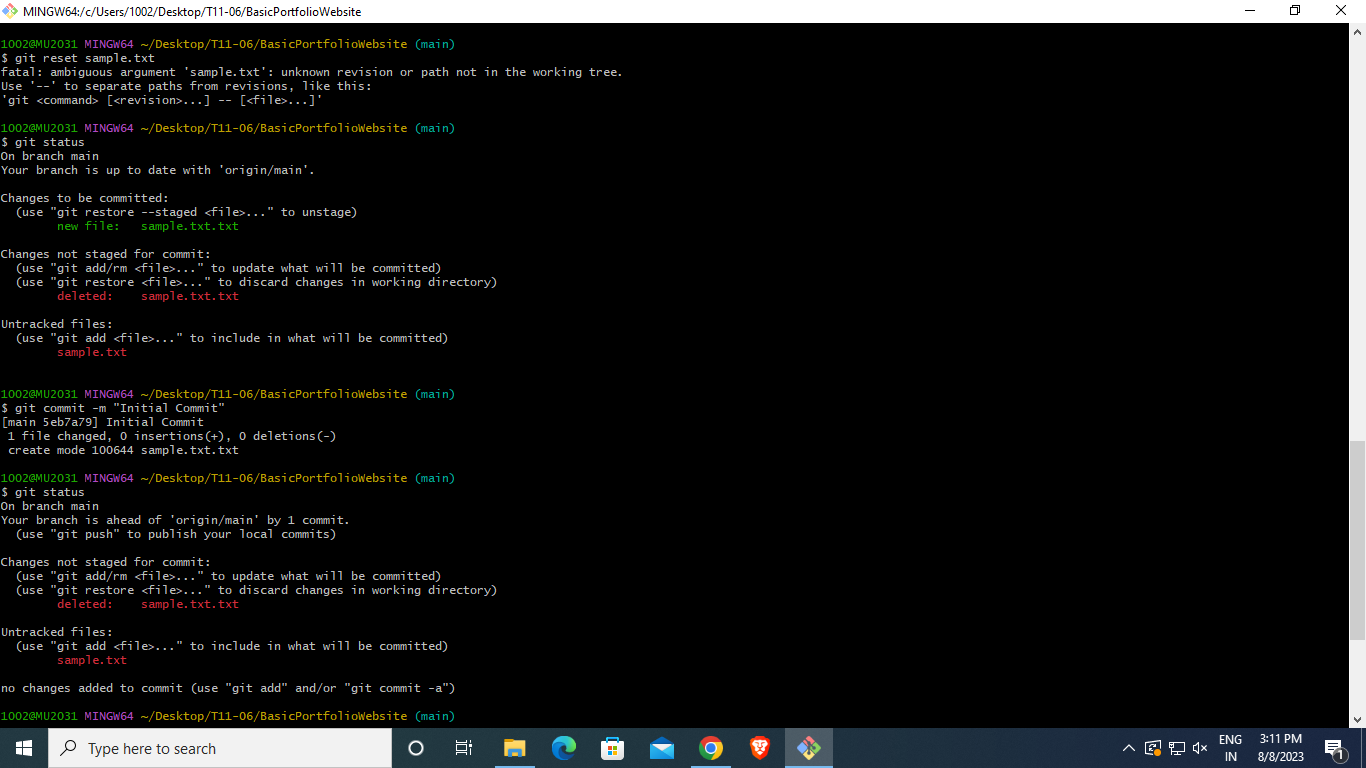 MINGW64:/c/Users/1002/Desktop/T11-06/BasicPortfolioWebsite
1002@MU2031 MINGW64 ~/Desktop/T11-06/BasicPortfolioWebsite (main)
$ git reset sample.txt
fatal: ambiguous argument 'sample.txt': unknown revision or path not in the working tree.
Use '--' to separate paths from revisions, like this:
'git <command> [<revision>...] -- [<file>...]'
1002@MU2031 MINGW64 ~/Desktop/T11-06/BasicPortfolioWebsite (main)
$ git status
On branch main
Your branch is up to date with 'origin/main'.
Changes to be committed:
(use "git restore --staged <file>..." to unstage)
new file:   sample.txt.txt
Changes not staged for commit:
(use "git add/rm <file>..." to update what will be committed)
(use "git restore <file>..." to discard changes in working directory)
deleted:    sample.txt.txt
Untracked files:
(use "git add <file>..." to include in what will be committed)
sample.txt
1002@MU2031 MINGW64 ~/Desktop/T11-06/BasicPortfolioWebsite (main)
$ git commit -m "Initial Commit"
[main 5eb7a79] Initial Commit
1 file changed, 0 insertions(+), 0 deletions(-)
create mode 100644 sample.txt.txt
1002@MU2031 MINGW64 ~/Desktop/T11-06/BasicPortfolioWebsite (main)
$ git status
On branch main
Your branch is ahead of 'origin/main' by 1 commit.
(use "git push" to publish your local commits)
Changes not staged for commit:
(use "git add/rm <file>..." to update what will be committed)
(use "git restore <file>..." to discard changes in working directory)
deleted:    sample.txt.txt
Untracked files:
(use "git add <file>..." to include in what will be committed)
sample.txt
no changes added to commit (use "git add" and/or "git commit -a")
1002@MU2031 MINGW64 ~/Desktop/T11-06/BasicPortfolioWebsite (main)
Type here to search
ENG
IN
3:11 PM
8/8/2023
1